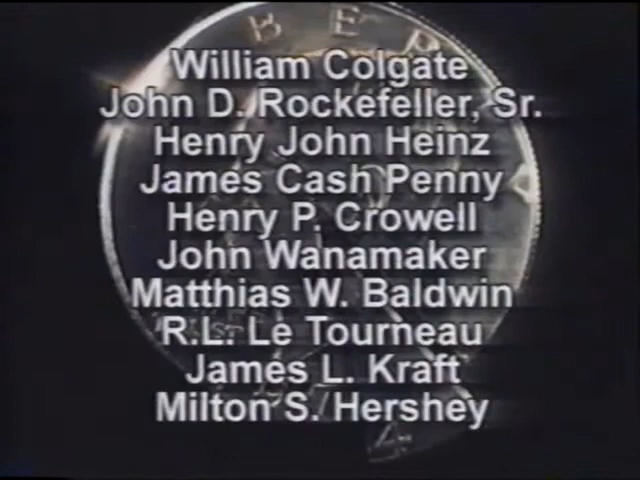 William Colgate
John D. Rockefeller, Sr.
Henry John Heinz
James Cash Penny
Henry P. Crowell
John Wanamaker
Matthias W. Baldwin
R.L. Le Tourneau
James L. Kraft
Milton S. Hershey